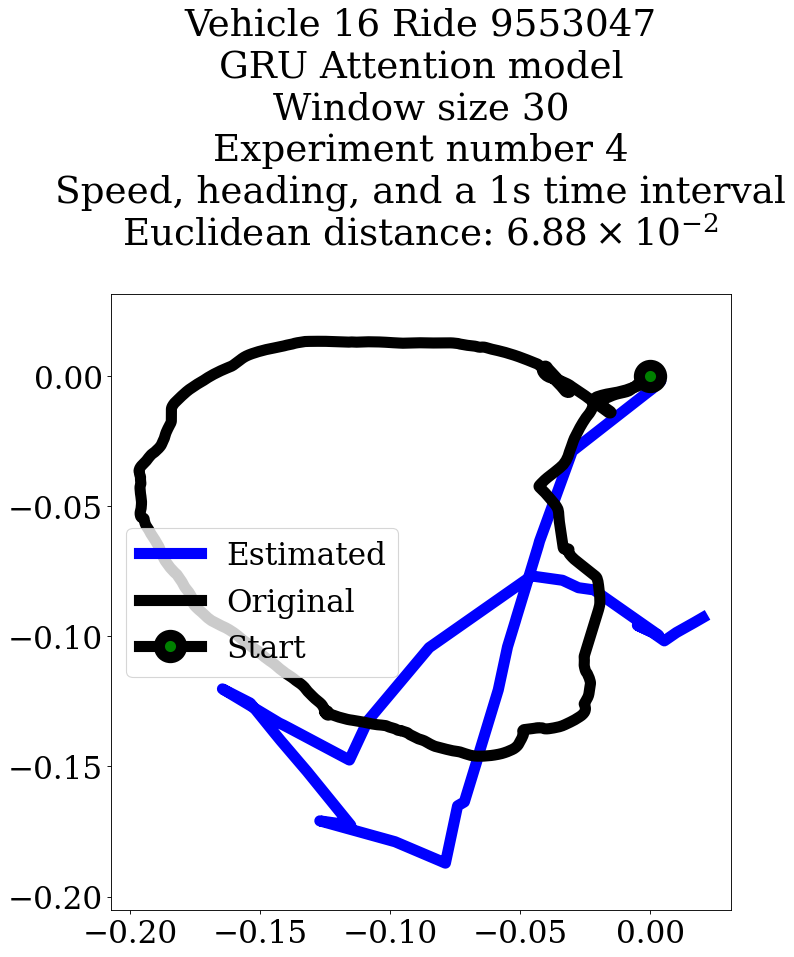 Vehicle 16 Ride 9553047
GRU Attention model
Window size 30
Experiment number 4
Speed, heading, and a 1s time interval
Euclidean distance: 6.88 × 10⁻²
0.00
−0.05
−0.10
−0.15
−0.20
Estimated
Original
Start
−0.20 −0.15 −0.10 −0.05 0.00